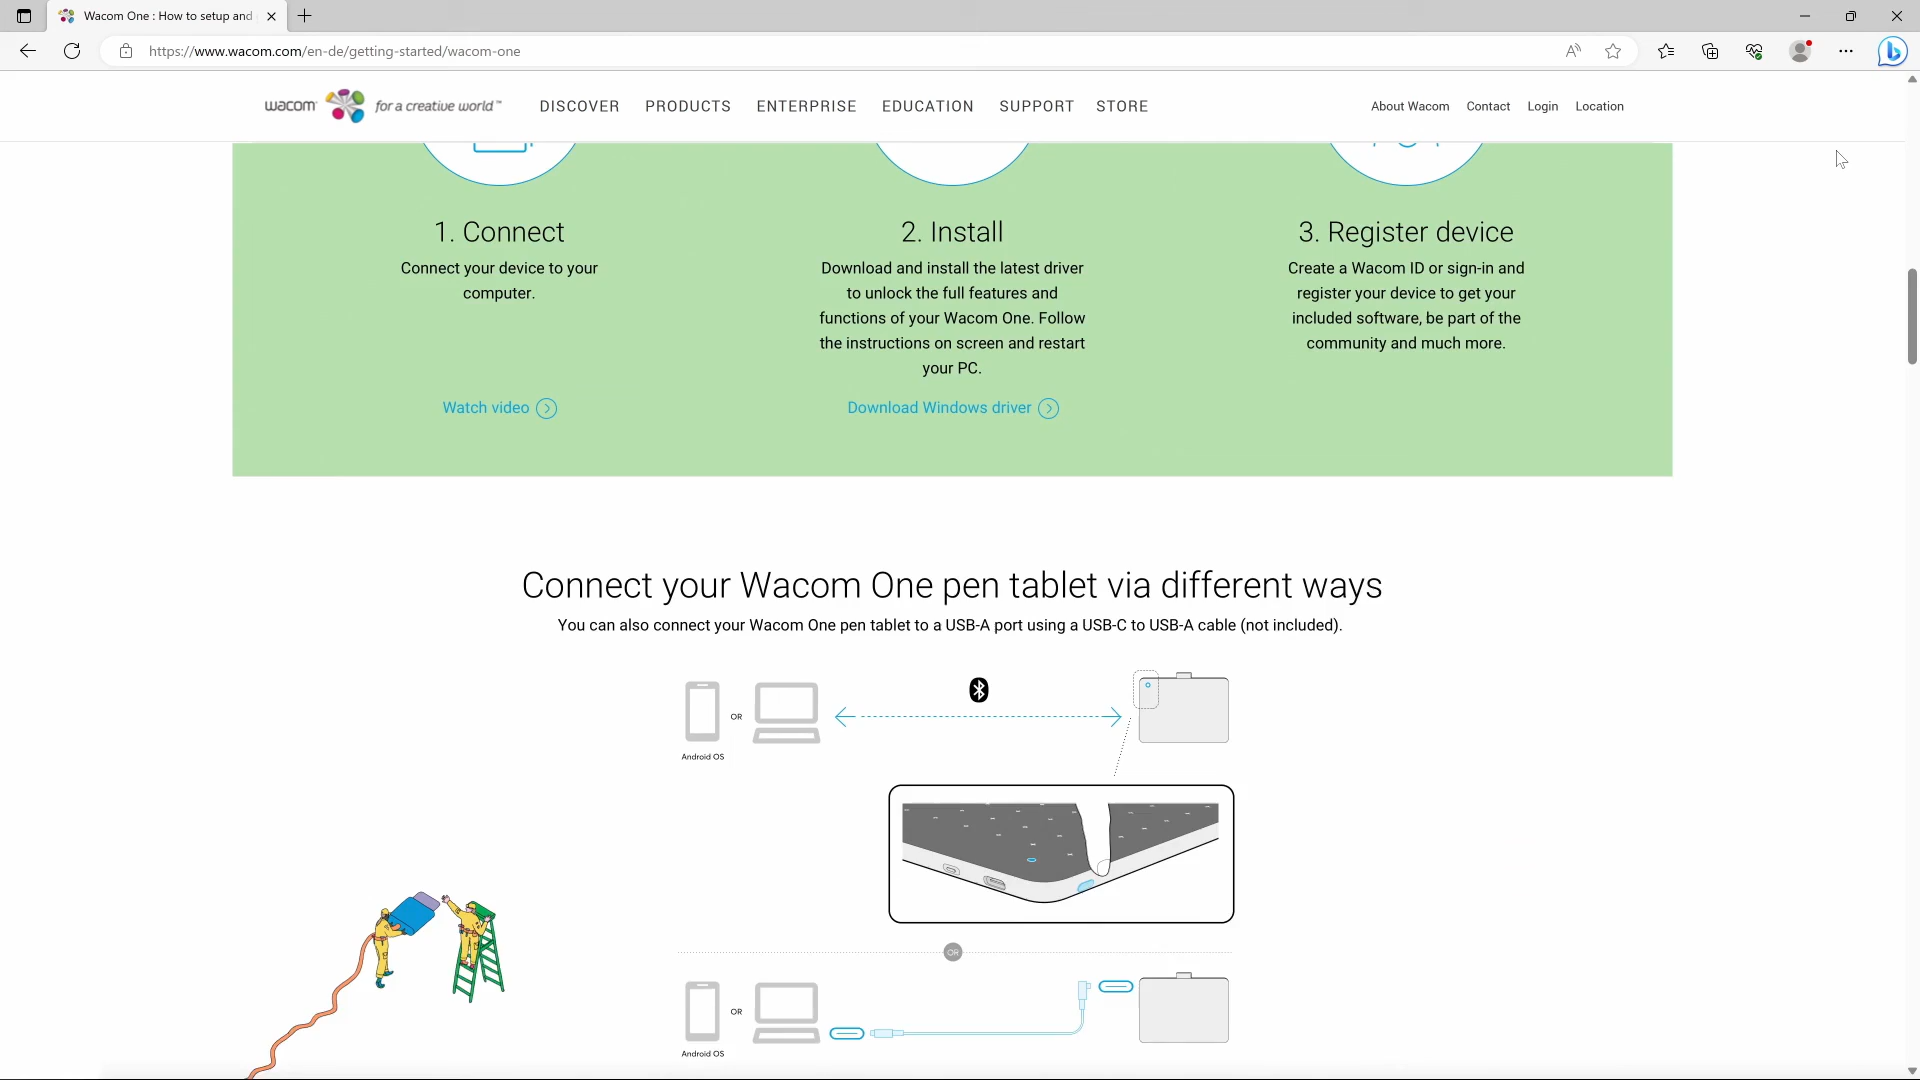 Wacom One : How to setup and
https://www.wacom.com/en-de/getting-started/wacom-one
wacom for a creative world™ DISCOVER PRODUCTS ENTERPRISE EDUCATION SUPPORT STORE About Wacom Contact Login Location
1. Connect
Connect your device to your
computer.
Watch video
2. Install
Download and install the latest driver
to unlock the full features and
functions of your Wacom One. Follow
the instructions on screen and restart
your PC.
Download Windows driver
3. Register device
Create a Wacom ID or sign-in and
register your device to get your
included software, be part of the
community and much more.
Connect your Wacom One pen tablet via different ways
You can also connect your Wacom One pen tablet to a USB-A port using a USB-C to USB-A cable (not included).
OR
Android OS
OR
OR
Android OS